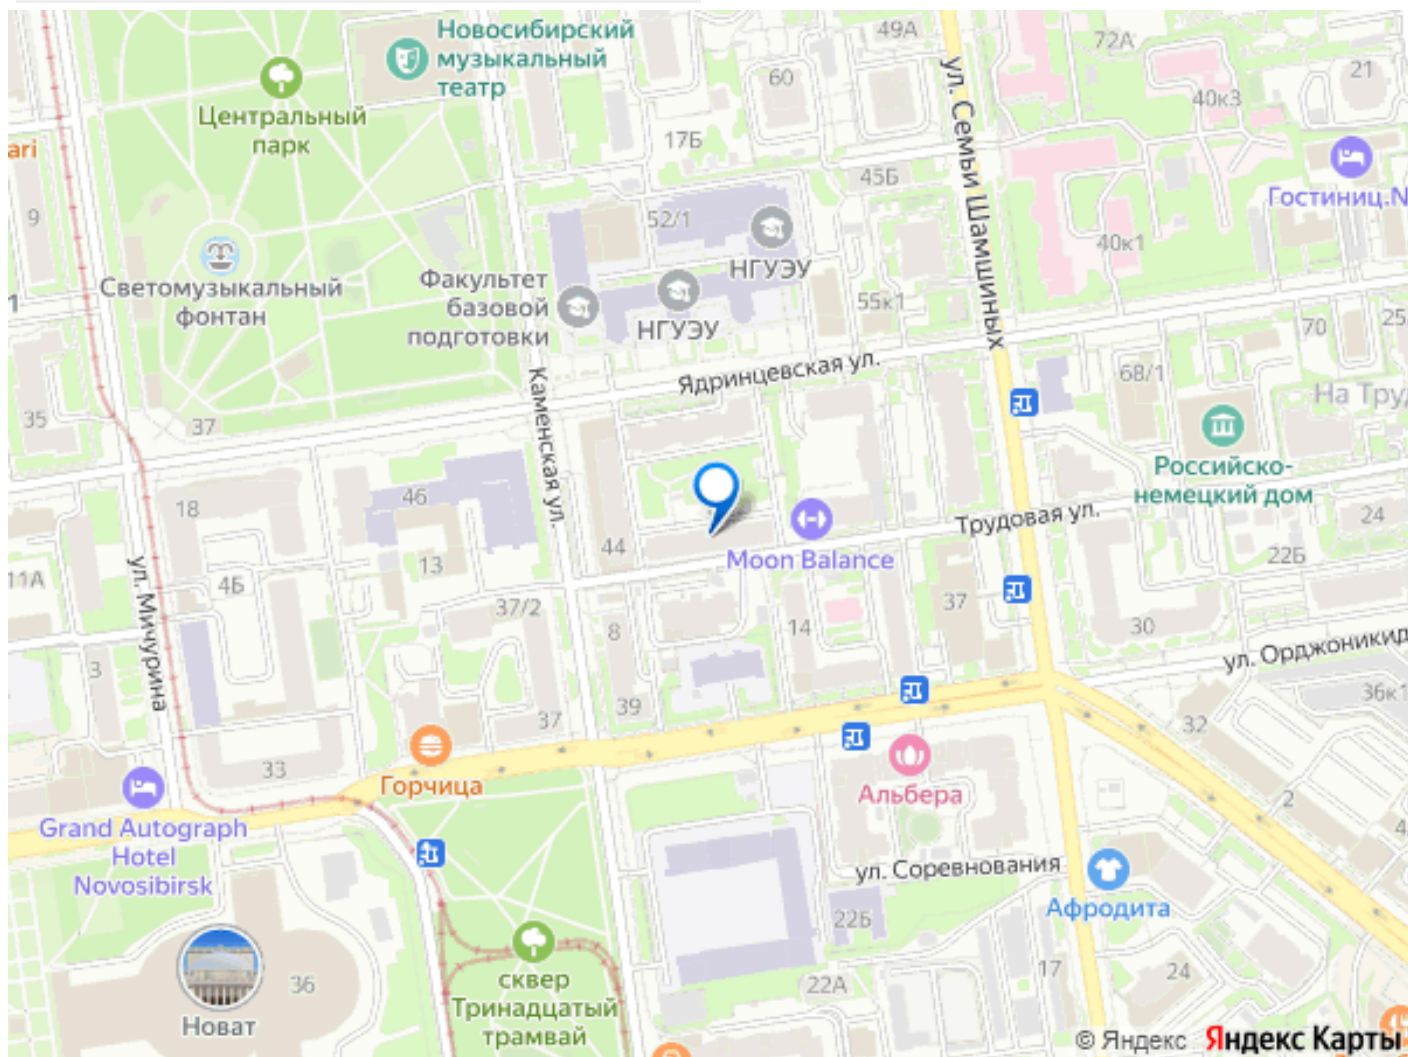 Новосибирский
музыкальный
театр
49А
72А
60
21
40к3
Центральный
парк
17Б
ул. Семьи Шамшиных
45Б
Гостиниц.N
9
52/1
НГУЭУ
40к1
Светомузыкальный
фонтан
Факультет
базовой
подготовки
НГУЭУ
55к1
70
25
Ядринцевская ул.
68/1
На Труд
35
37
Каменская ул.
Российско-
немецкий дом
18
46
44
Moon Balance
Трудовая ул.
24
22Б
11А
4Б
13
37/2
8
14
37
30
ул. Мичурина
ул. Орджоникид
3
39
37
36к1
32
33
Горчица
Альбера
2
Grand Autograph
Hotel
Novosibirsk
ул. Соревнования
22Б
Афродита
36
Новат
сквер
Тринадцатый
трамвай
22А
17
24
© Яндекс Яндекс Карты